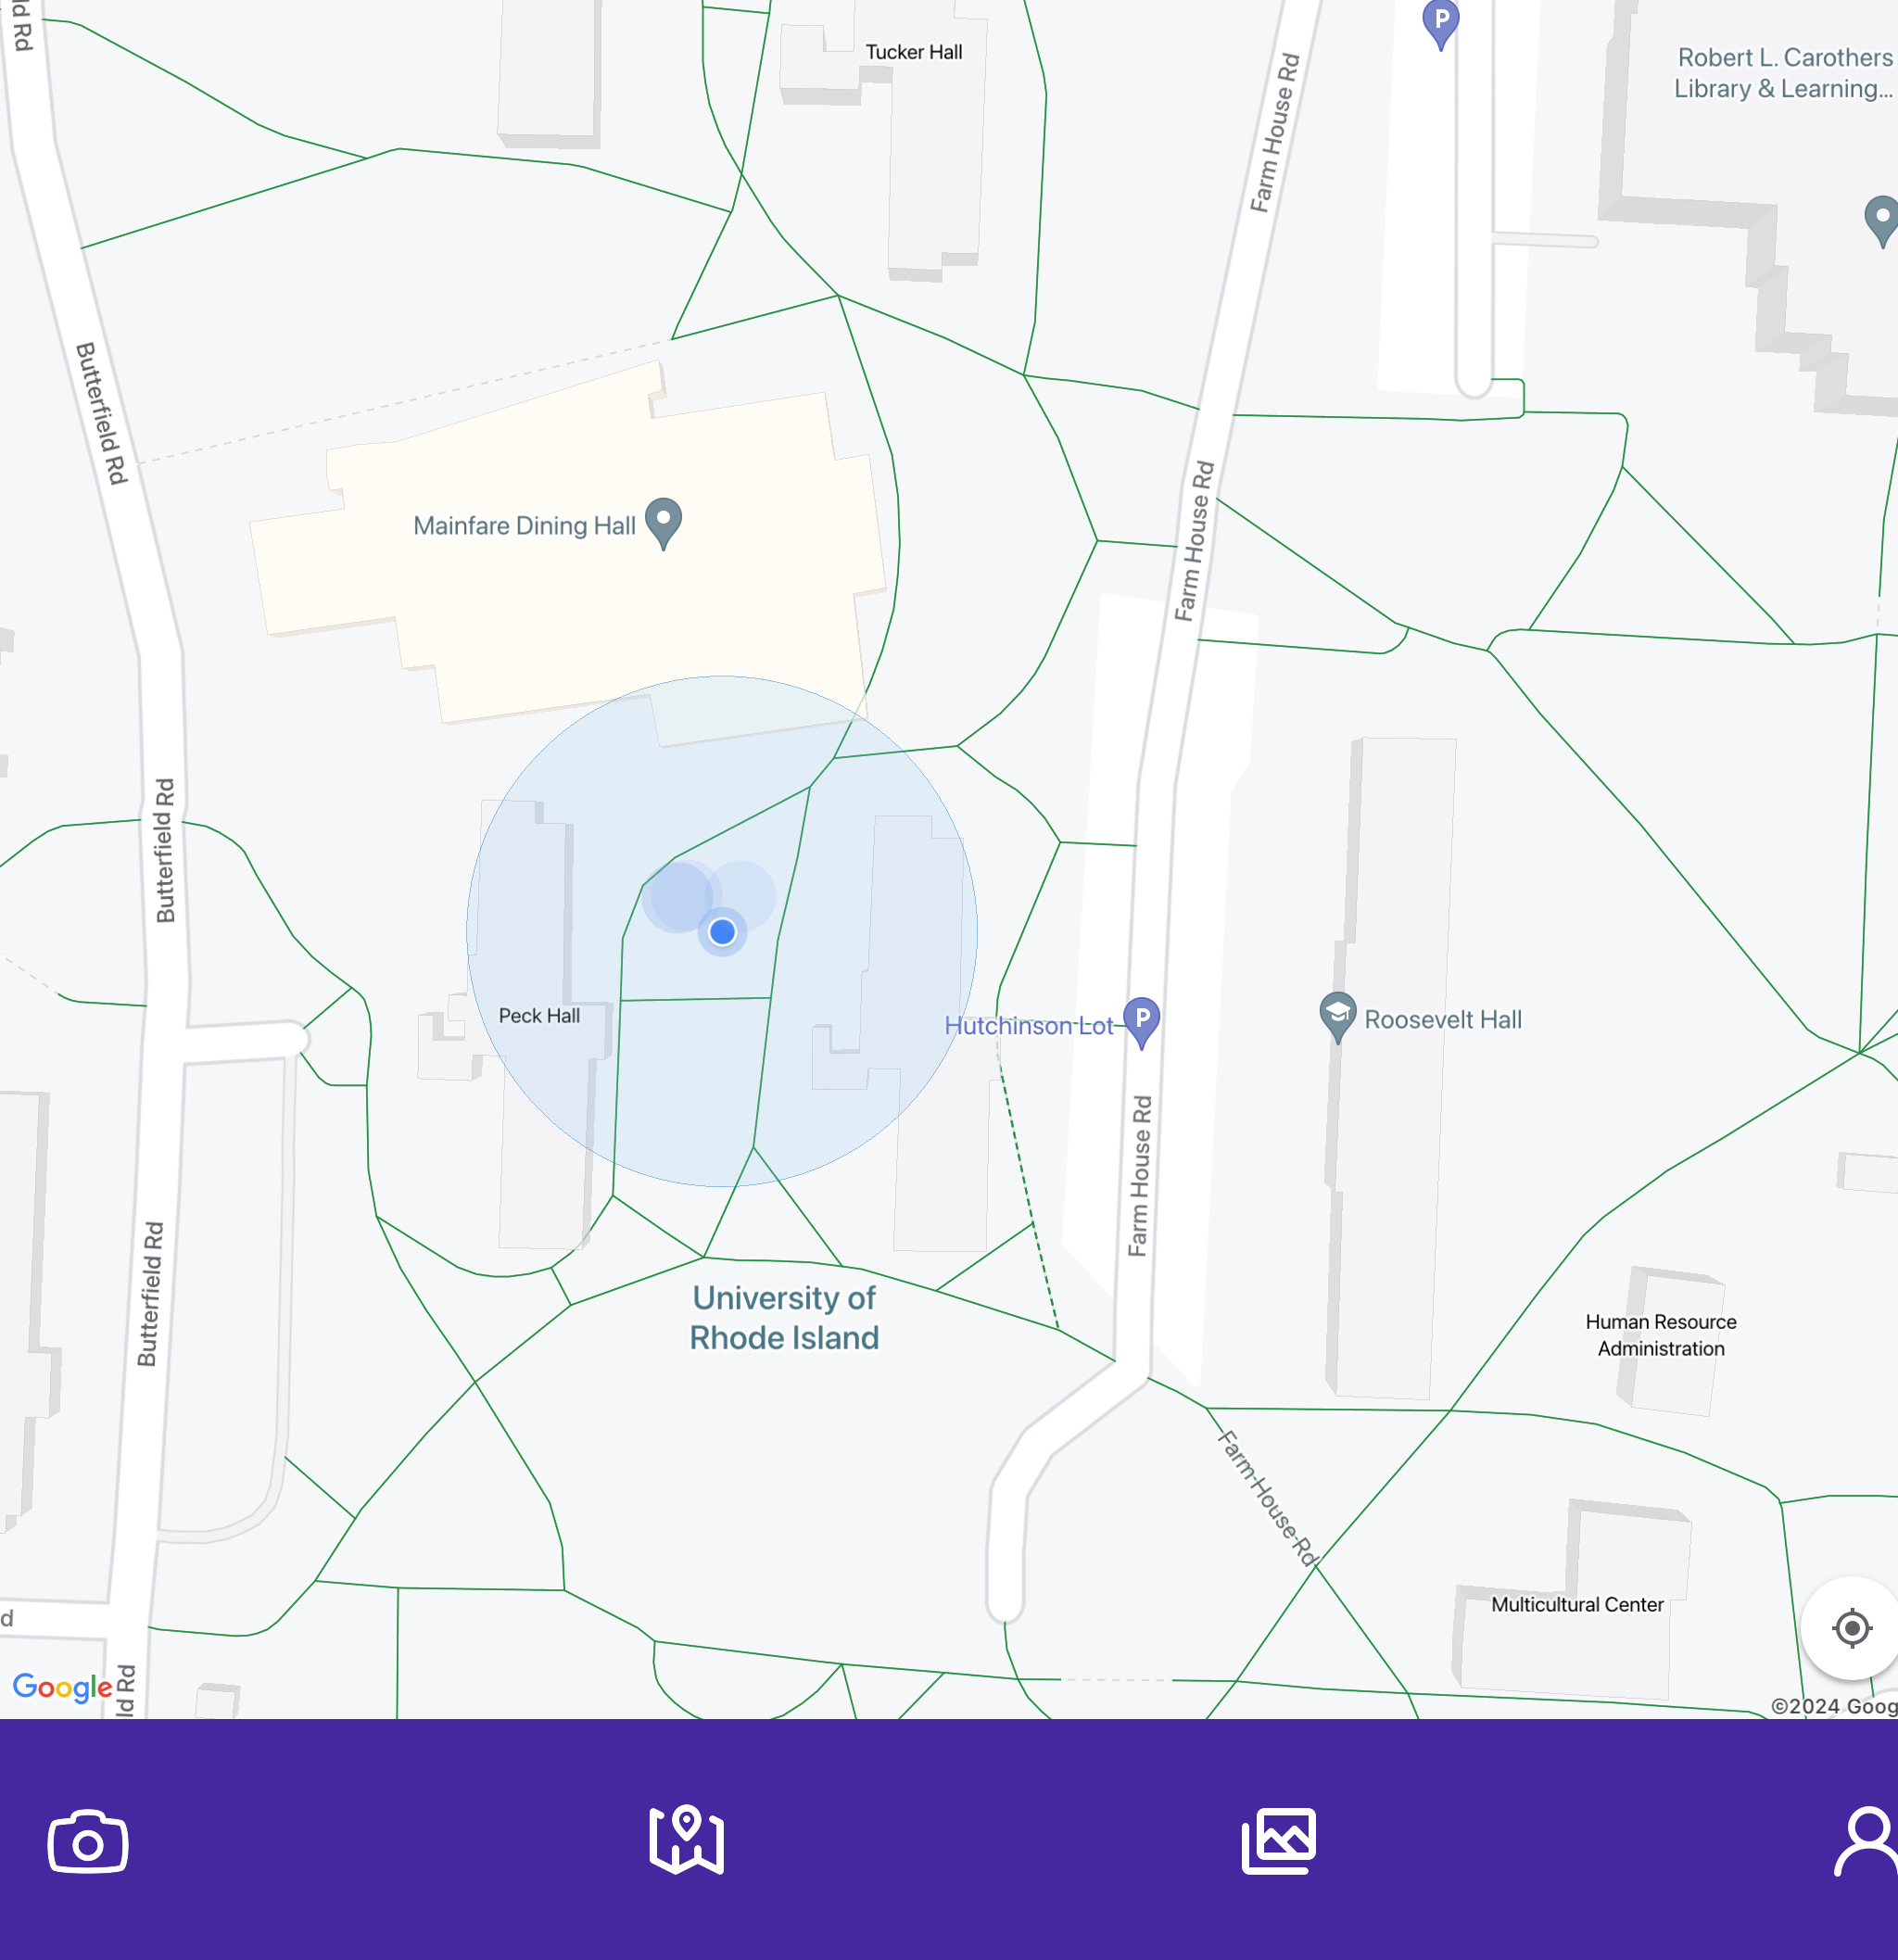 ld Rd
Tucker Hall
Farm House Rd
P
Robert L. Carothers
Library & Learning...
Butterfield Rd
Mainfare Dining Hall
Farm House Rd
Butterfield Rd
Peck Hall
Hutchinson Lot
P
Roosevelt Hall
Farm House Rd
Butterfield Rd
University of
Rhode Island
Human Resource
Administration
Farm House Rd
Multicultural Center
d
ld Rd
Google
©2024 Goog